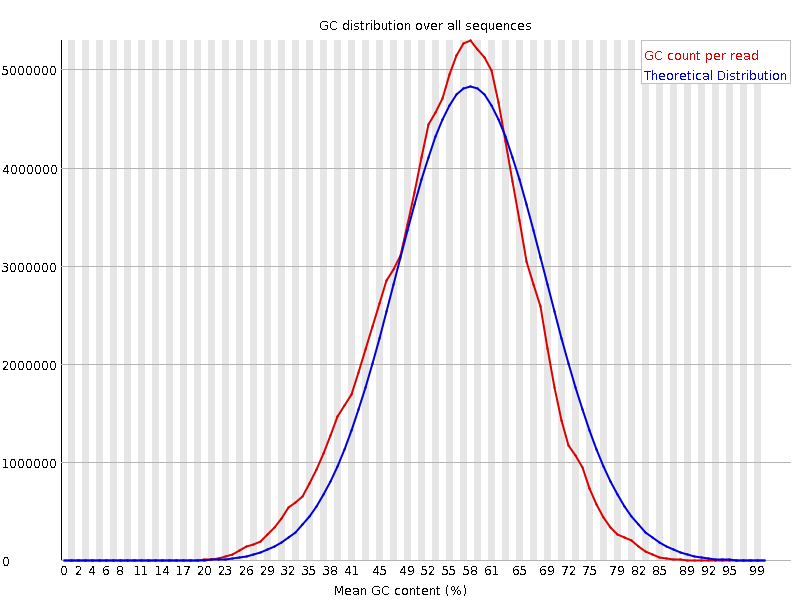 GC distribution over all sequences
GC count per read
Theoretical Distribution
5000000
4000000
3000000
2000000
1000000
0
0 2 4 6 8 11 14 17 20 23 26 29 32 35 38 41 45 49 52 55 58 61 65 69 72 75 79 82 85 89 92 95 99
Mean GC content (%)